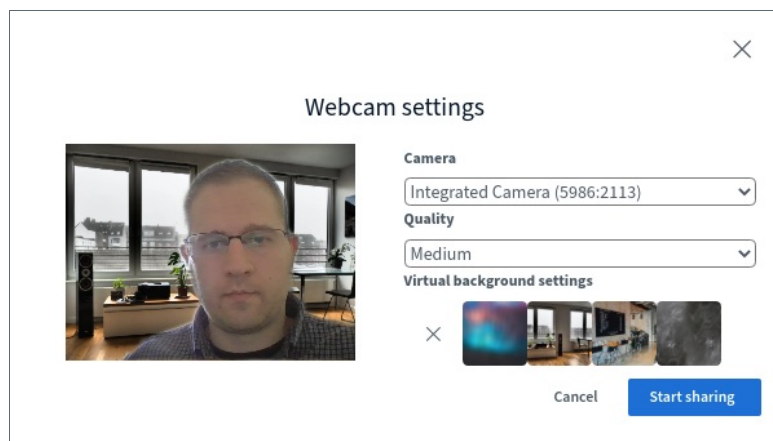 Webcam settings
Camera
Integrated Camera (5986:2113)
Quality
Medium
Virtual background settings
Cancel
Start sharing